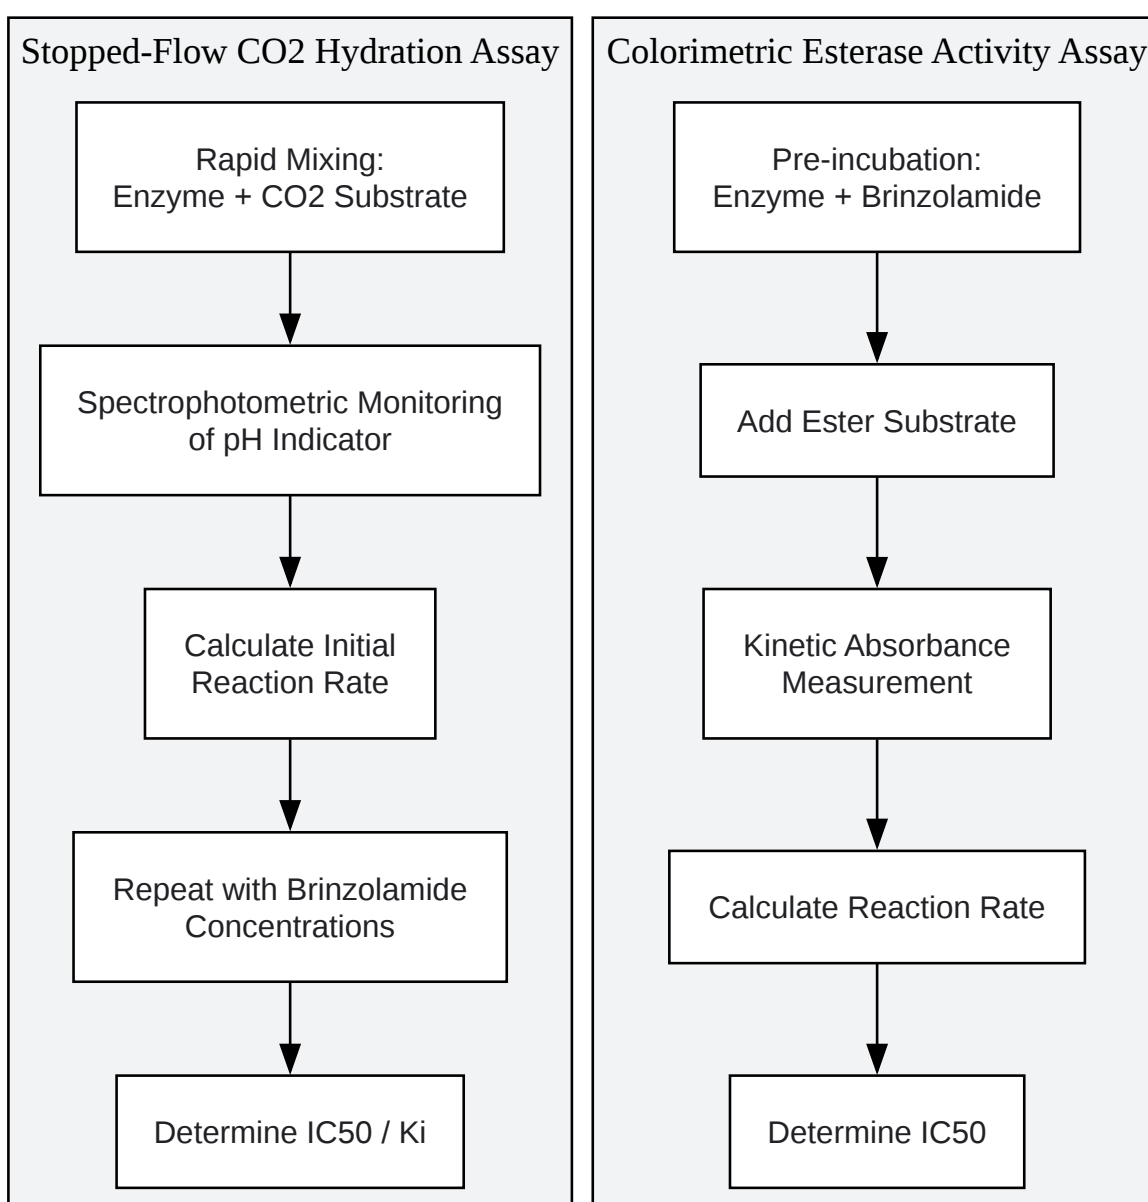 Stopped-Flow CO2 Hydration Assay
Rapid Mixing:
Enzyme + CO2 Substrate
Spectrophotometric Monitoring
of pH Indicator
Calculate Initial
Reaction Rate
Repeat with Brinzolamide
Concentrations
Determine IC50 / Ki
Colorimetric Esterase Activity Assay
Pre-incubation:
Enzyme + Brinzolamide
Add Ester Substrate
Kinetic Absorbance
Measurement
Calculate Reaction Rate
Determine IC50